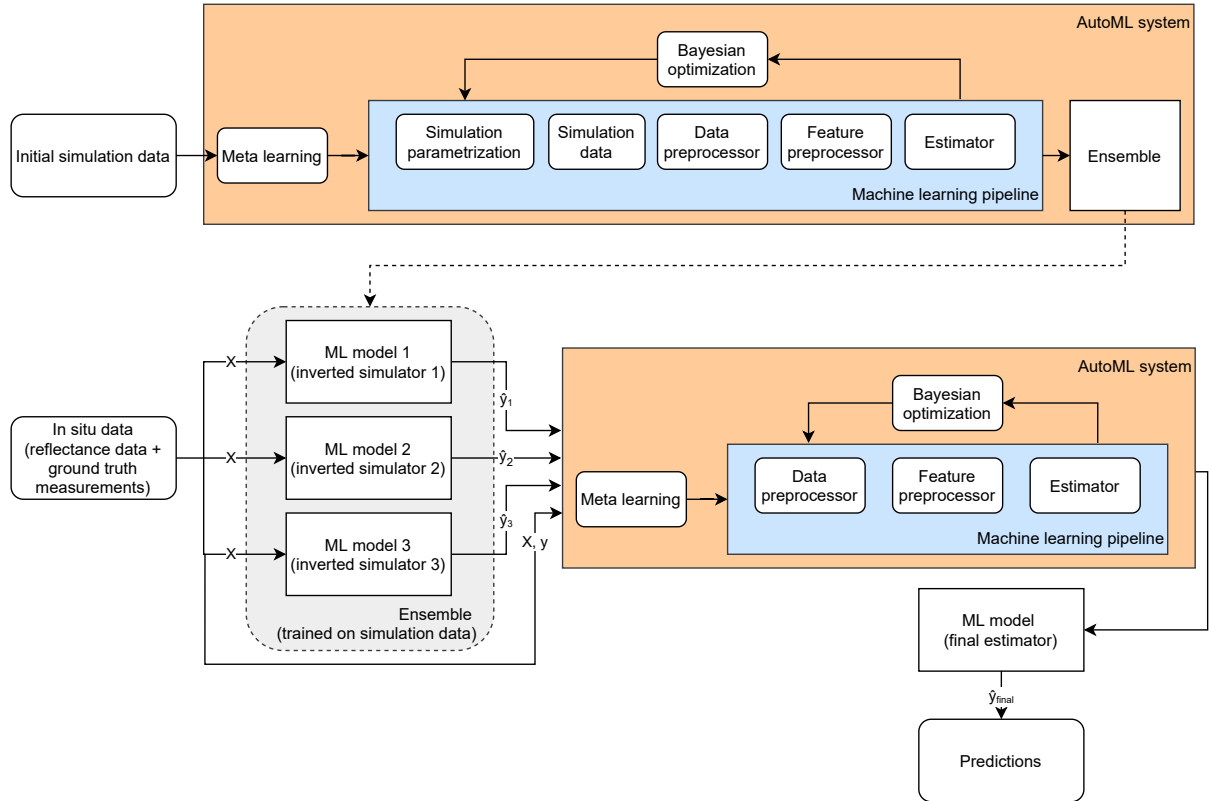 AutoML system
Bayesian
optimization
Initial simulation data
Meta learning
Simulation
parametrization
Simulation
data
Data
preprocessor
Feature
preprocessor
Estimator
Machine learning pipeline
Ensemble
In situ data
(reflectance data +
ground truth
measurements)
X
X
X
ML model 1
(inverted simulator 1)
ML model 2
(inverted simulator 2)
ML model 3
(inverted simulator 3)
Ensemble
(trained on simulation data)
ŷ1
ŷ2
ŷ3
X, y
AutoML system
Bayesian
optimization
Meta learning
Data
preprocessor
Feature
preprocessor
Estimator
Machine learning pipeline
ML model
(final estimator)
ŷfinal
Predictions